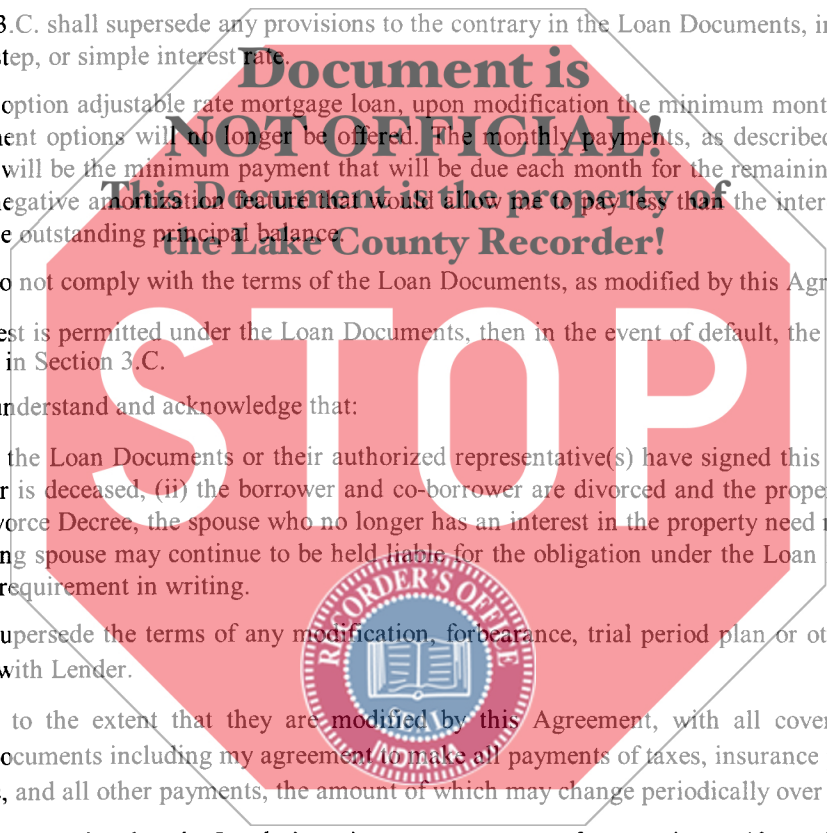 3.C. shall supersede any provisions to the contrary in the Loan Documents, in
step, or simple interest rate.
Document is
option adjustable rate mortgage loan, upon modification the minimum mont
NOT OFFICIAL!
ent options will no longer be offered. The monthly payments, as described
will be the minimum payment that will be due each month for the remainin
This Document is the property of
egative amortization feature that would allow me to pay less than the inter
e outstanding principal balance.
the Lake County Recorder!
o not comply with the terms of the Loan Documents, as modified by this Agr
est is permitted under the Loan Documents, then in the event of default, the
in Section 3.C.
STOP
understand and acknowledge that:
the Loan Documents or their authorized representative(s) have signed this
r is deceased, (ii) the borrower and co-borrower are divorced and the prope
vorce Decree, the spouse who no longer has an interest in the property need
ng spouse may continue to be held liable for the obligation under the Loan
requirement in writing.
RECORDER'S OFFICE
upersede the terms of any modification, forbearance, trial period plan or ot
with Lender.
SEAL
to the extent that they are modified by this Agreement, with all cover
INDIANA
ocuments including my agreement to make all payments of taxes, insurance
, and all other payments, the amount of which may change periodically over